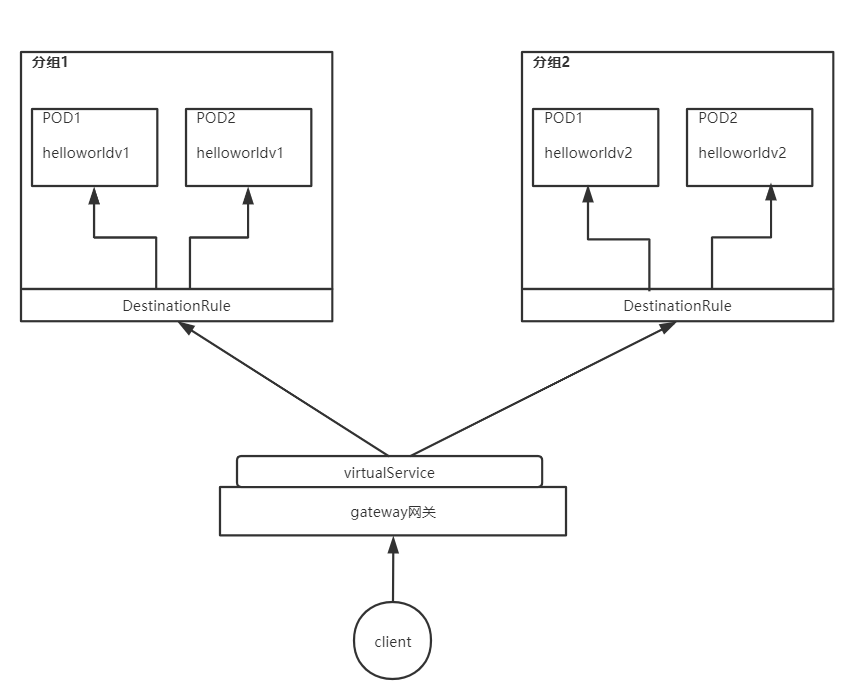 分组1
POD1
helloworldv1
POD2
helloworldv1
DestinationRule
分组2
POD1
helloworldv2
POD2
helloworldv2
DestinationRule
virtualService
gateway网关
client